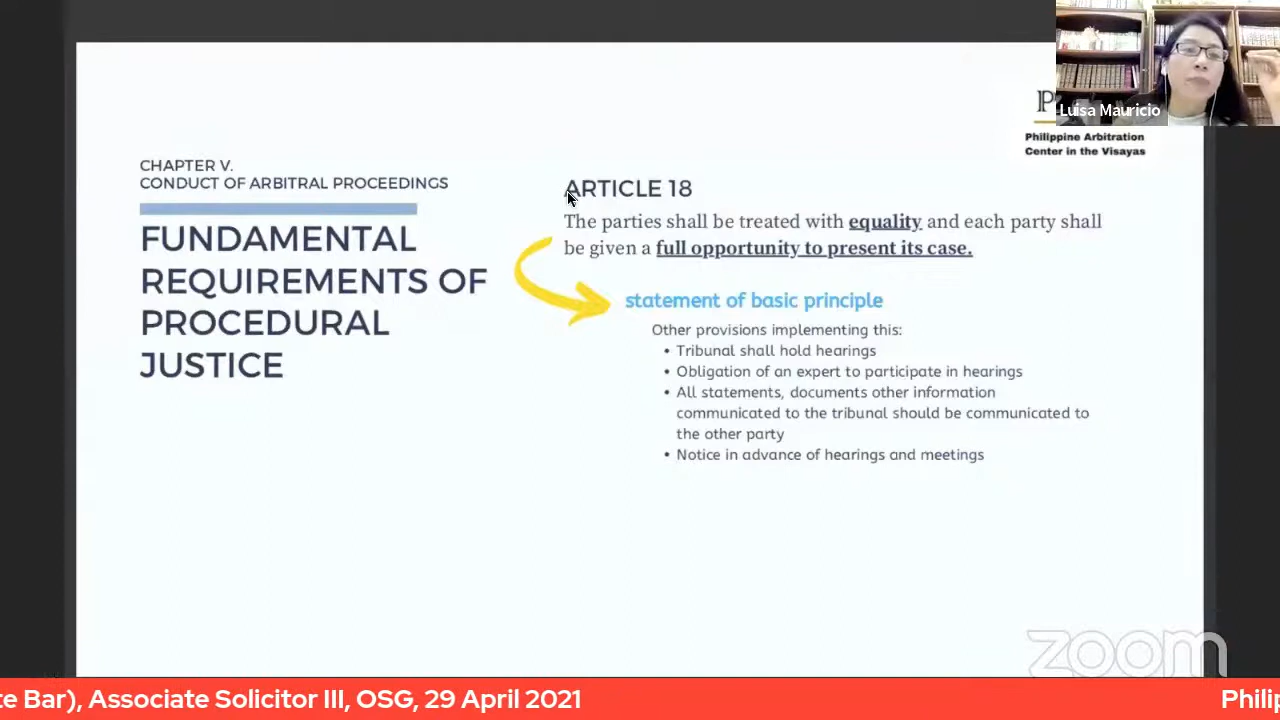 Luisa Mauricio
Philippine Arbitration
Center in the Visayas
CHAPTER V.
CONDUCT OF ARBITRAL PROCEEDINGS
FUNDAMENTAL
REQUIREMENTS OF
PROCEDURAL
JUSTICE
ARTICLE 18
The parties shall be treated with equality and each party shall
be given a full opportunity to present its case.
statement of basic principle
Other provisions implementing this:
• Tribunal shall hold hearings
• Obligation of an expert to participate in hearings
• All statements, documents other information
communicated to the tribunal should be communicated to
the other party
• Notice in advance of hearings and meetings
zoom
te Bar), Associate Solicitor III, OSG, 29 April 2021
Philip